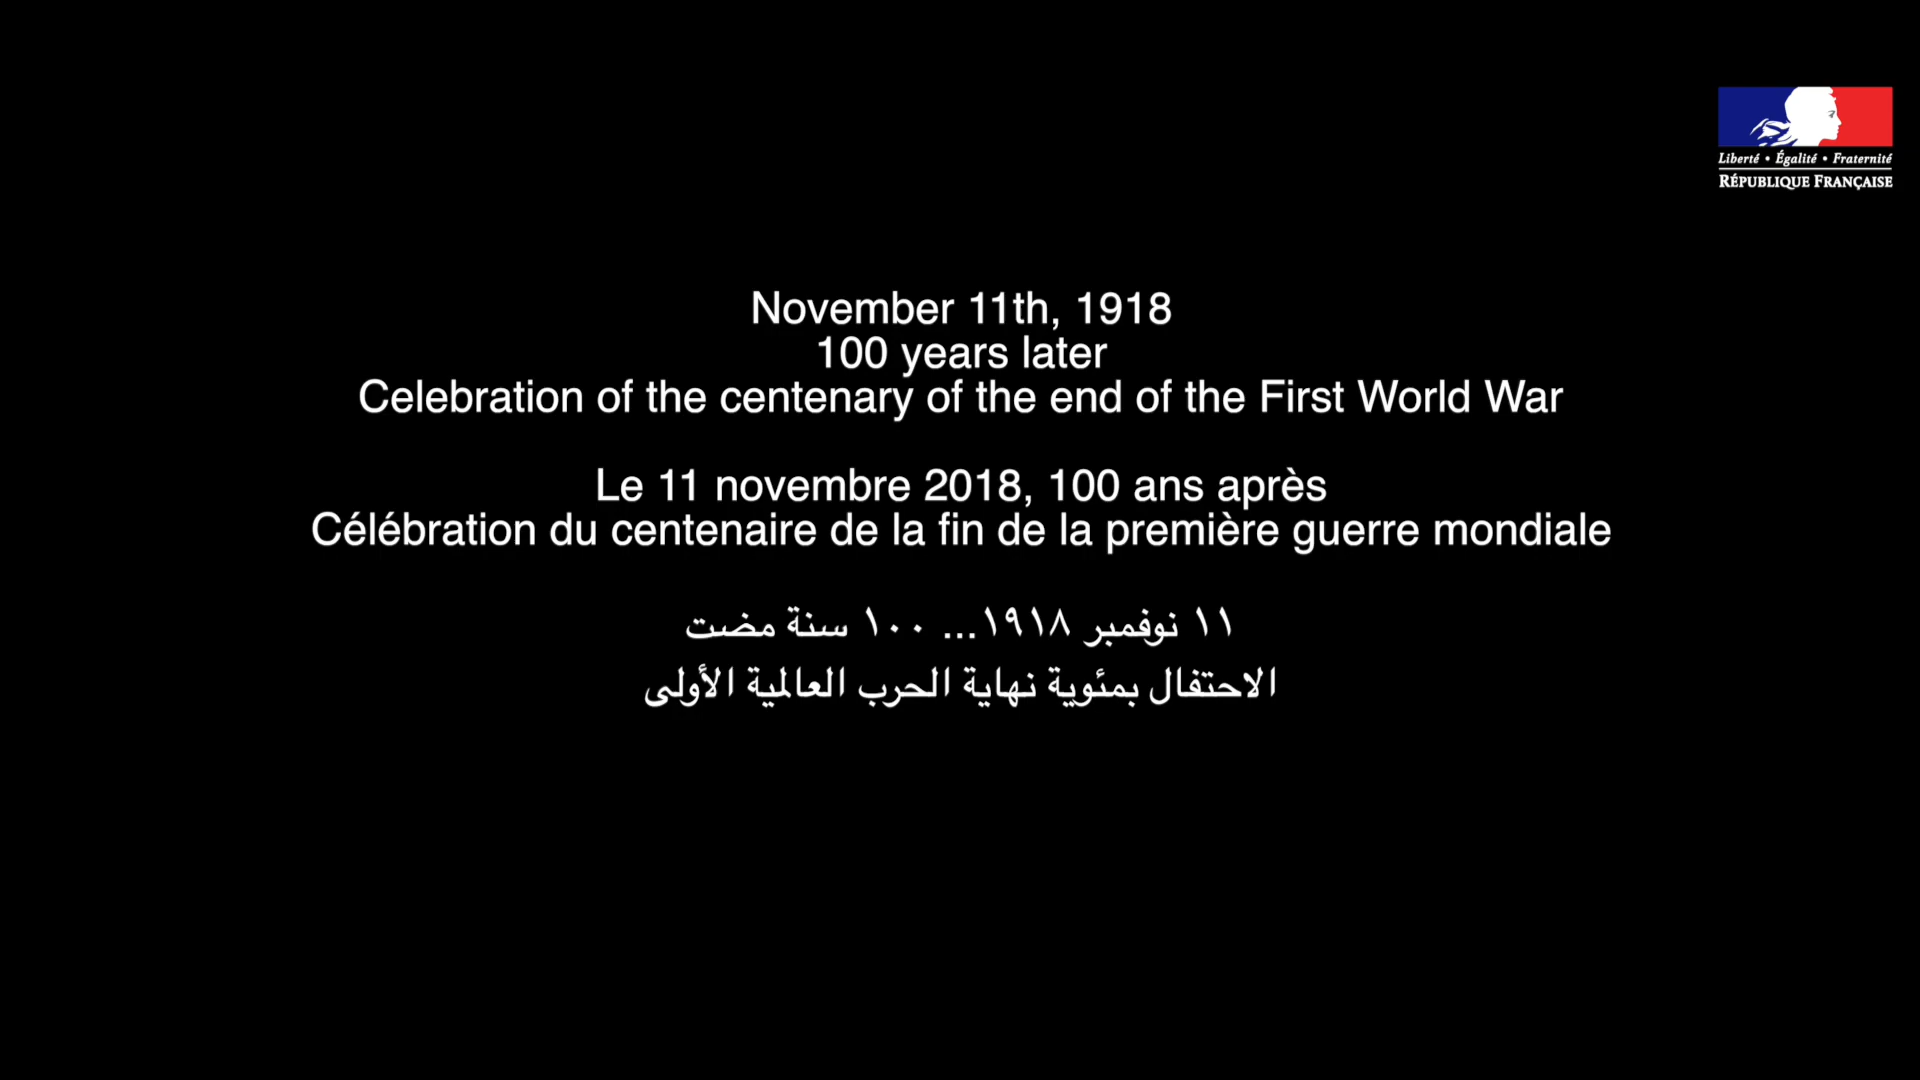 Liberté • Égalité • Fraternité
RÉPUBLIQUE FRANÇAISE
November 11th, 1918
100 years later
Celebration of the centenary of the end of the First World War
Le 11 novembre 2018, 100 ans après
Célébration du centenaire de la fin de la première guerre mondiale
١١ نوفمبر ١٩١٨... ١٠٠ سنة مضت
الاحتفال بمئوية نهاية الحرب العالمية الأولى